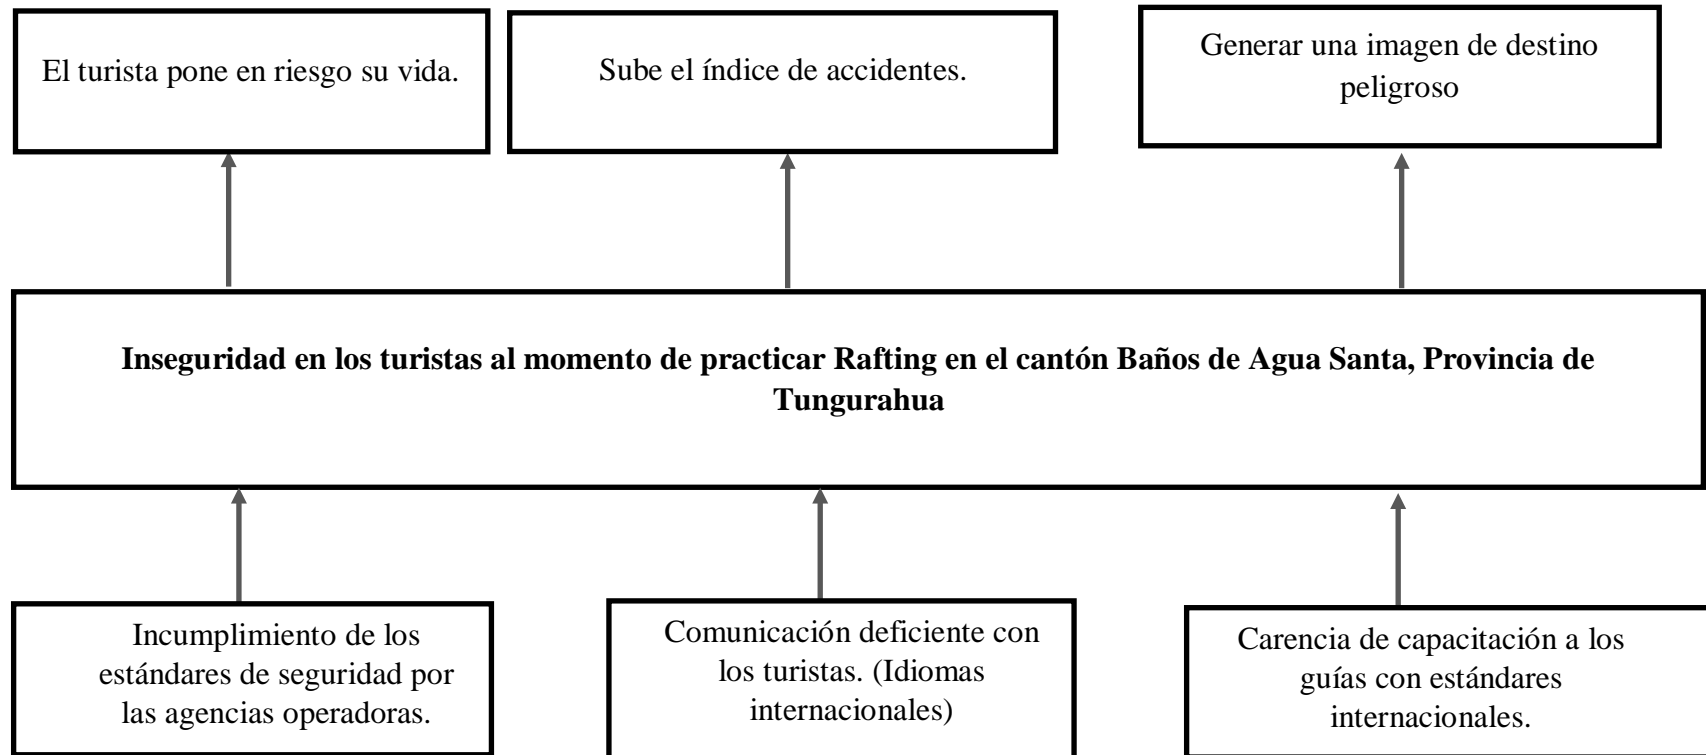 El turista pone en riesgo su vida.
Sube el índice de accidentes.
Generar una imagen de destino
peligroso
Inseguridad en los turistas al momento de practicar Rafting en el cantón Baños de Agua Santa, Provincia de
Tungurahua
Incumplimiento de los
estándares de seguridad por
las agencias operadoras.
Comunicación deficiente con
los turistas. (Idiomas
internacionales)
Carencia de capacitación a los
guías con estándares
internacionales.